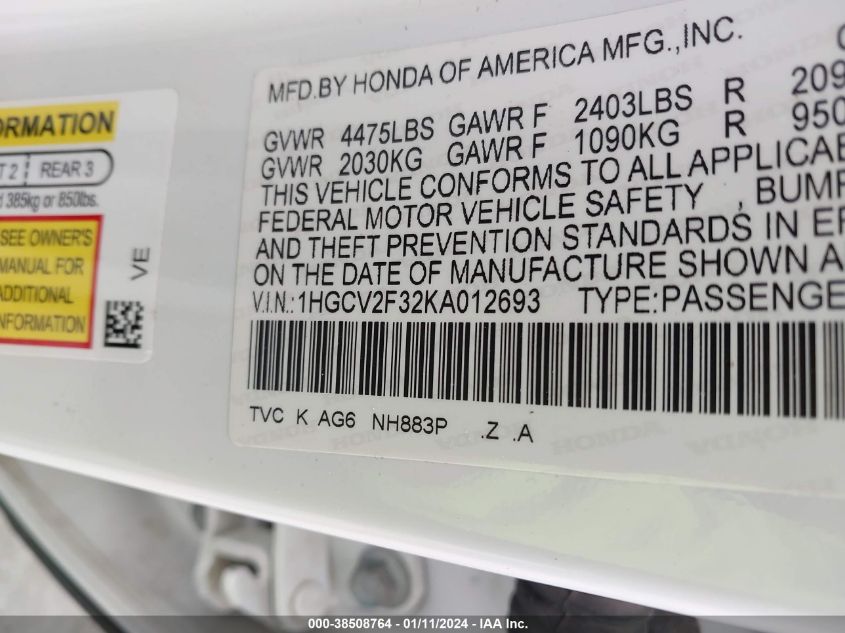 ORMATION
T 2 REAR 3
d 385kg or 850lbs.
SEE OWNER'S
MANUAL FOR
ADDITIONAL
INFORMATION
VE
MFD.BY HONDA OF AMERICA MFG.,INC.
GVWR 4475LBS GAWR F 2403LBS R 209
GVWR 2030KG GAWR F 1090KG R 950
THIS VEHICLE CONFORMS TO ALL APPLICAB
FEDERAL MOTOR VEHICLE SAFETY , BUMP
AND THEFT PREVENTION STANDARDS IN EF
ON THE DATE OF MANUFACTURE SHOWN A
V.I.N.:1HGCV2F32KA012693 TYPE:PASSENGE
TVC K AG6 NH883P .Z .A
000-38508764 - 01/11/2024 - IAA Inc.